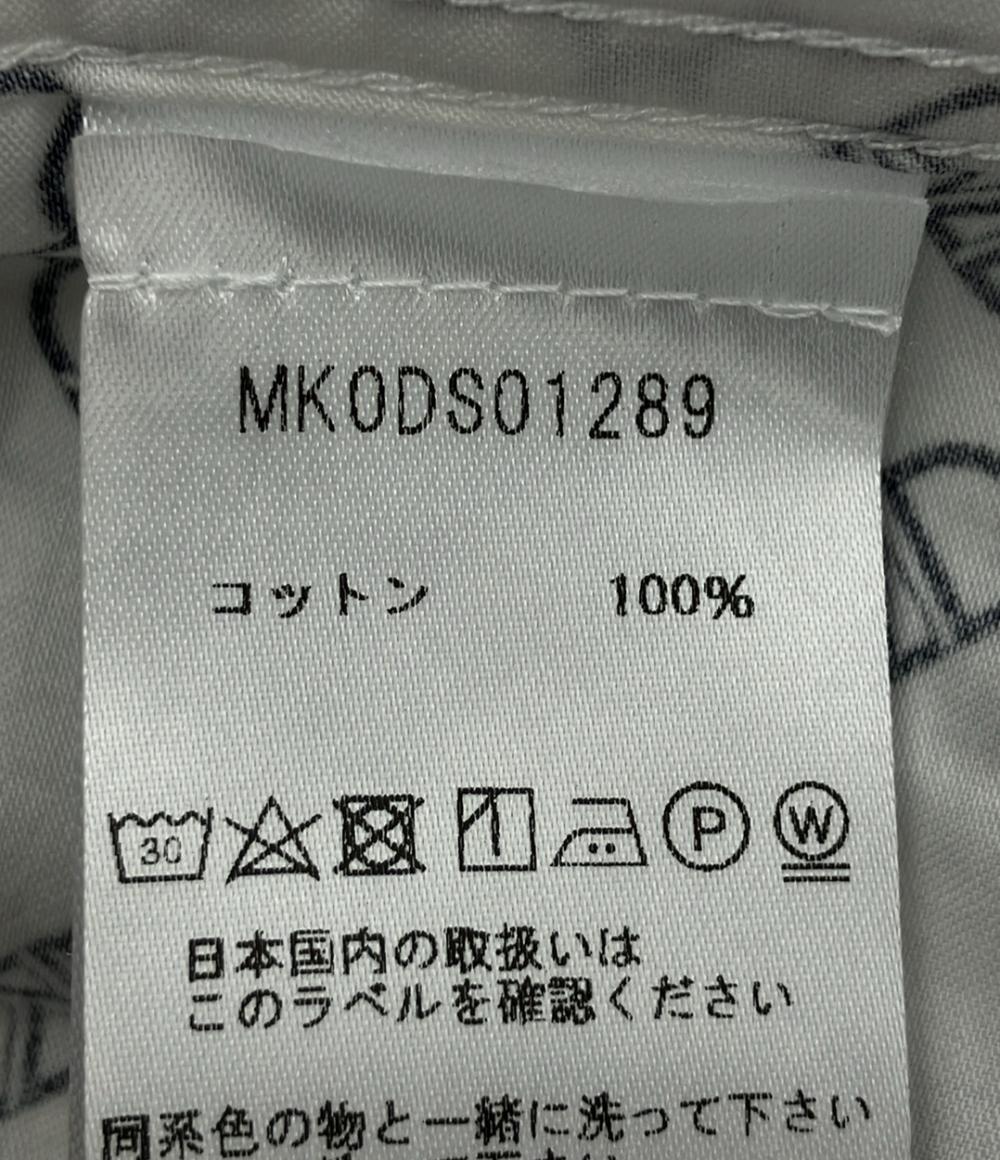 MK0DS01289
コットン 100%
30 P W
日本国内の取扱いは
このラベルを確認ください
同系色の物と一緒に洗って下さい